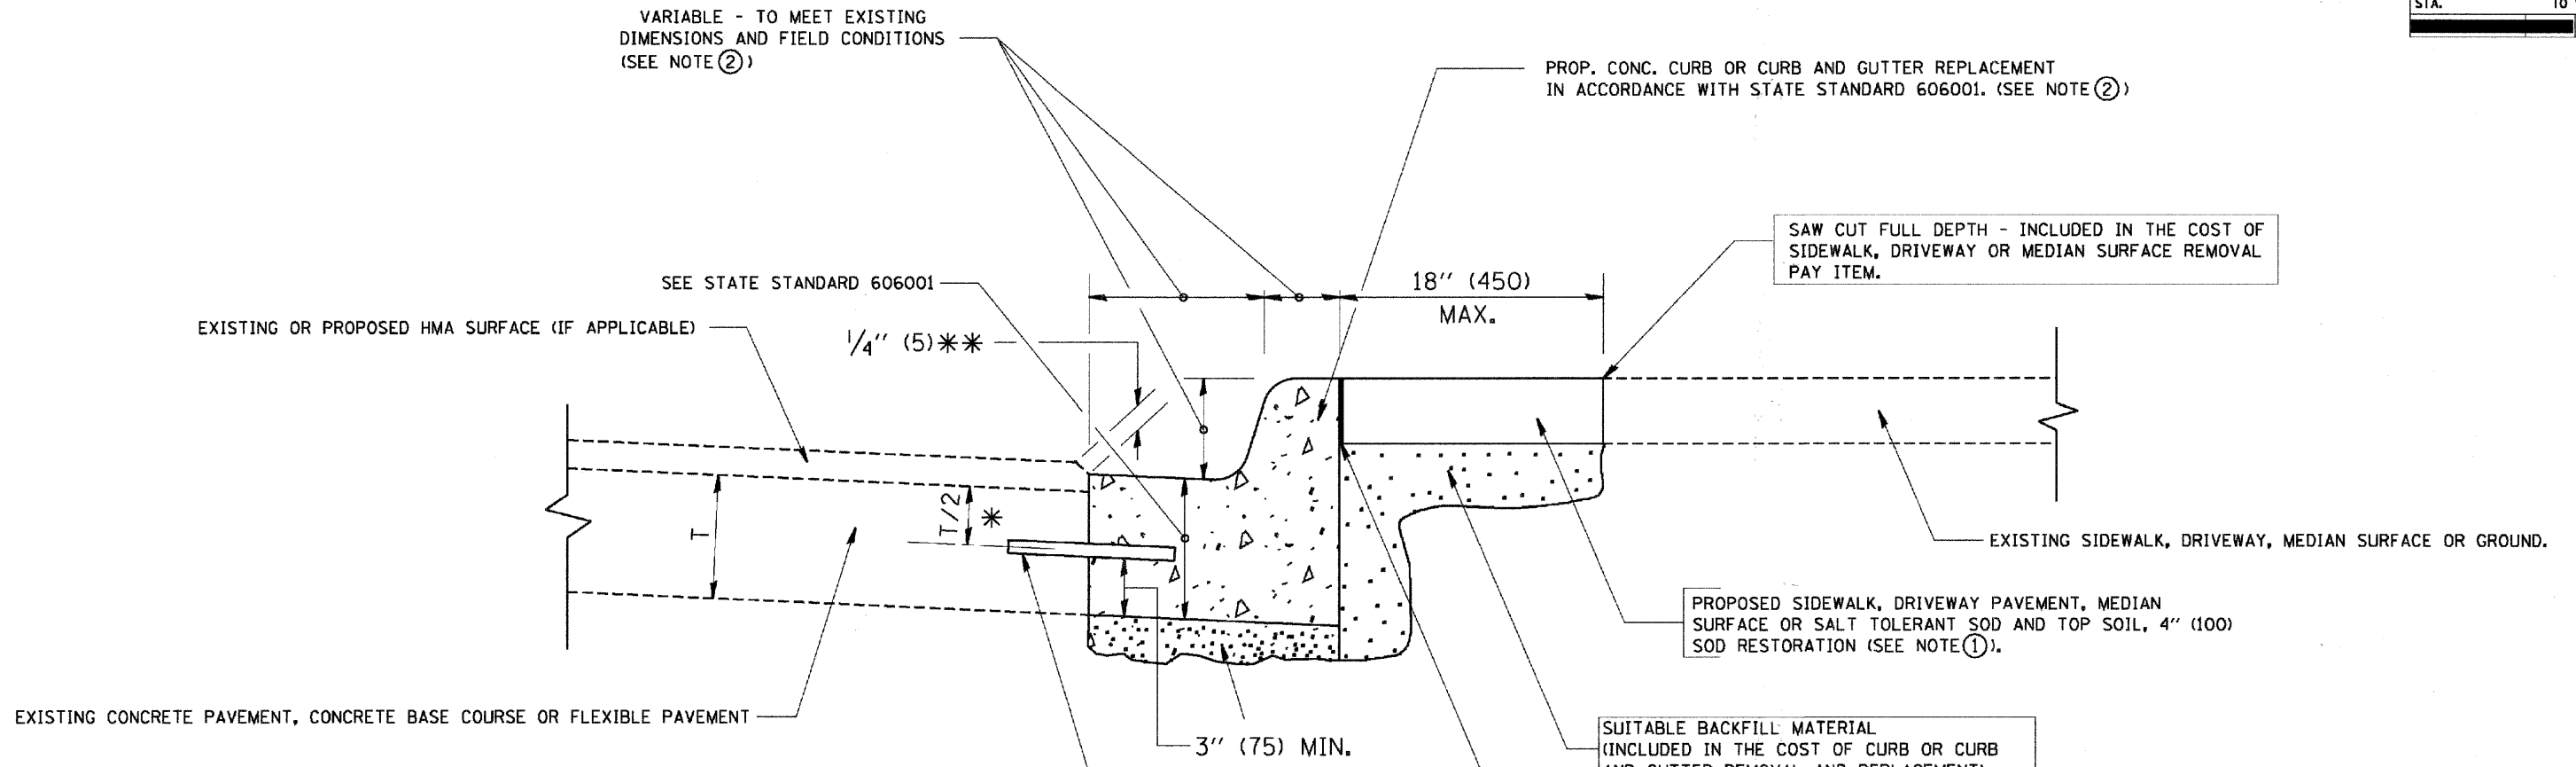 STA.
TO
VARIABLE - TO MEET EXISTING
DIMENSIONS AND FIELD CONDITIONS
(SEE NOTE ②)
PROP. CONC. CURB OR CURB AND GUTTER REPLACEMENT
IN ACCORDANCE WITH STATE STANDARD 606001. (SEE NOTE ②)
SAW CUT FULL DEPTH - INCLUDED IN THE COST OF
SIDEWALK, DRIVEWAY OR MEDIAN SURFACE REMOVAL
PAY ITEM.
SEE STATE STANDARD 606001
18" (450)
MAX.
EXISTING OR PROPOSED HMA SURFACE (IF APPLICABLE)
1/4" (5)**
T
T/2
*
EXISTING SIDEWALK, DRIVEWAY, MEDIAN SURFACE OR GROUND.
PROPOSED SIDEWALK, DRIVEWAY PAVEMENT, MEDIAN
SURFACE OR SALT TOLERANT SOD AND TOP SOIL, 4" (100)
SOD RESTORATION (SEE NOTE ①).
EXISTING CONCRETE PAVEMENT, CONCRETE BASE COURSE OR FLEXIBLE PAVEMENT
3" (75) MIN.
SUITABLE BACKFILL MATERIAL
(INCLUDED IN THE COST OF CURB OR CURB
AND GUTTER REMOVAL AND REPLACEMENT)